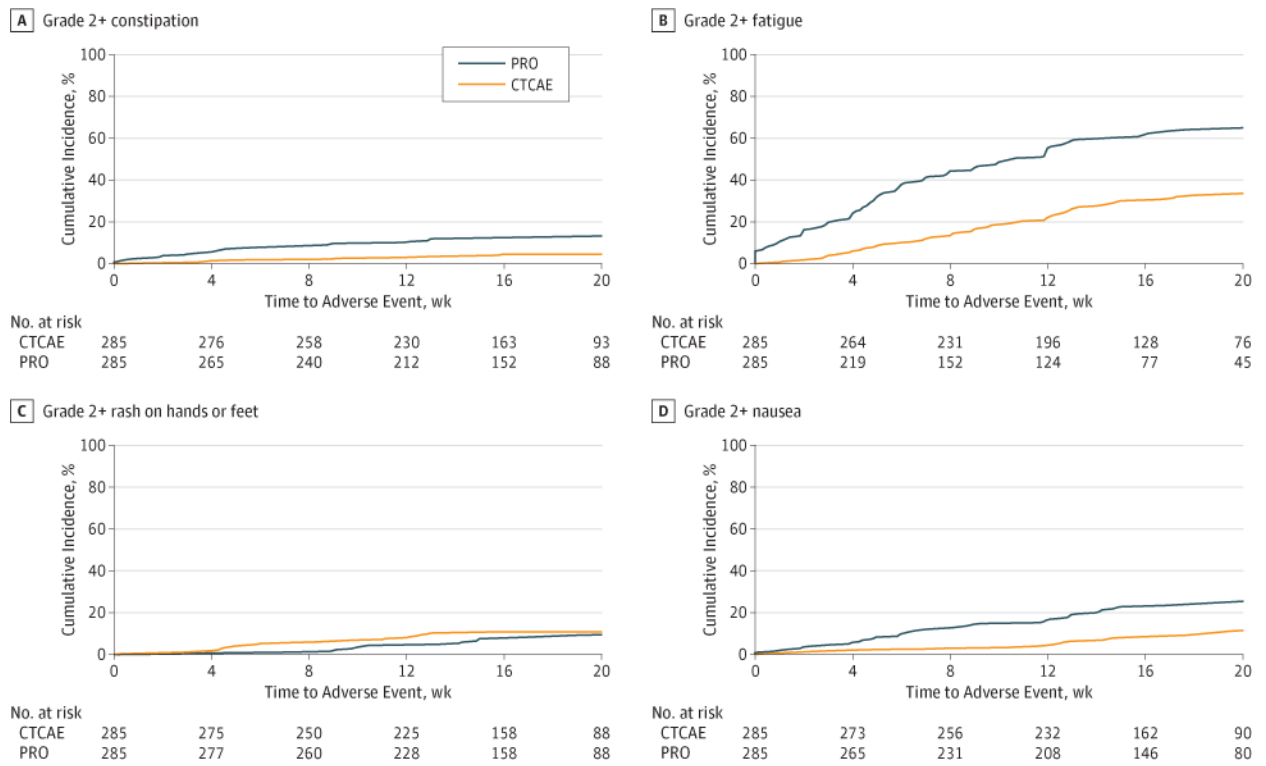 A Grade 2+ constipation
100
80
60
40
20
0
Cumulative Incidence, %
PRO
CTCAE
0 4 8 12 16 20
Time to Adverse Event, wk
No. at risk
CTCAE 285 276 258 230 163 93
PRO 285 265 240 212 152 88
B Grade 2+ fatigue
100
80
60
40
20
0
Cumulative Incidence, %
0 4 8 12 16 20
Time to Adverse Event, wk
No. at risk
CTCAE 285 264 231 196 128 76
PRO 285 219 152 124 77 45
C Grade 2+ rash on hands or feet
100
80
60
40
20
0
Cumulative Incidence, %
0 4 8 12 16 20
Time to Adverse Event, wk
No. at risk
CTCAE 285 275 250 225 158 88
PRO 285 277 260 228 158 88
D Grade 2+ nausea
100
80
60
40
20
0
Cumulative Incidence, %
0 4 8 12 16 20
Time to Adverse Event, wk
No. at risk
CTCAE 285 273 256 232 162 90
PRO 285 265 231 208 146 80